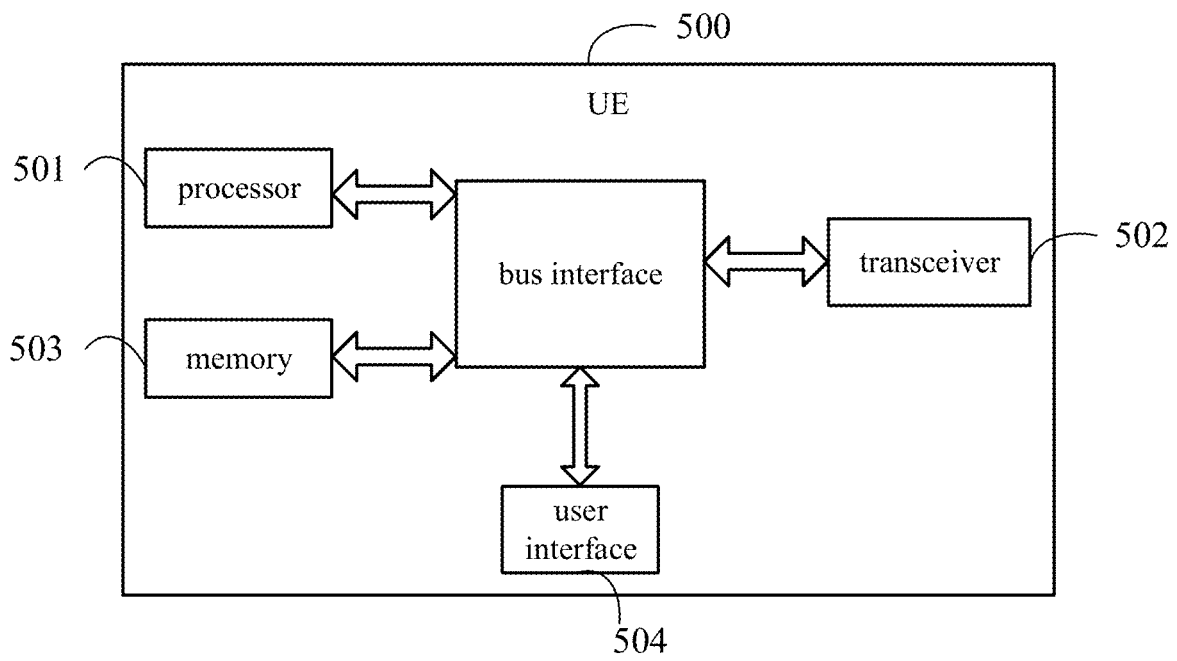 500
UE
501
processor
bus interface
transceiver
502
503
memory
user
interface
504